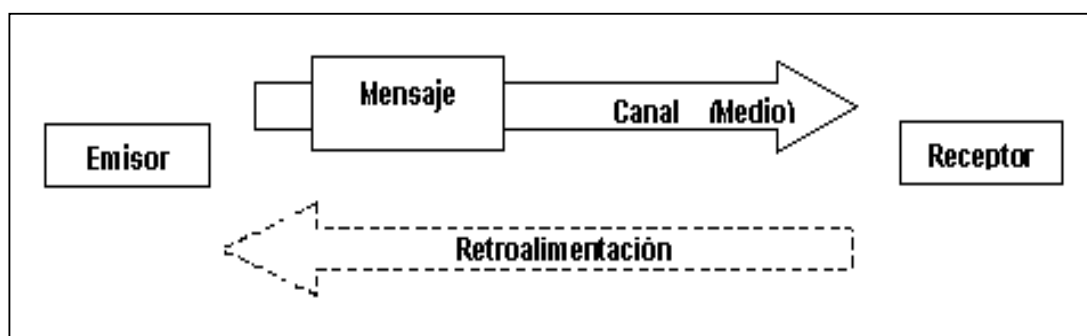 Mensaje
Canal (Medio)
Emisor
Receptor
Retroalimentación